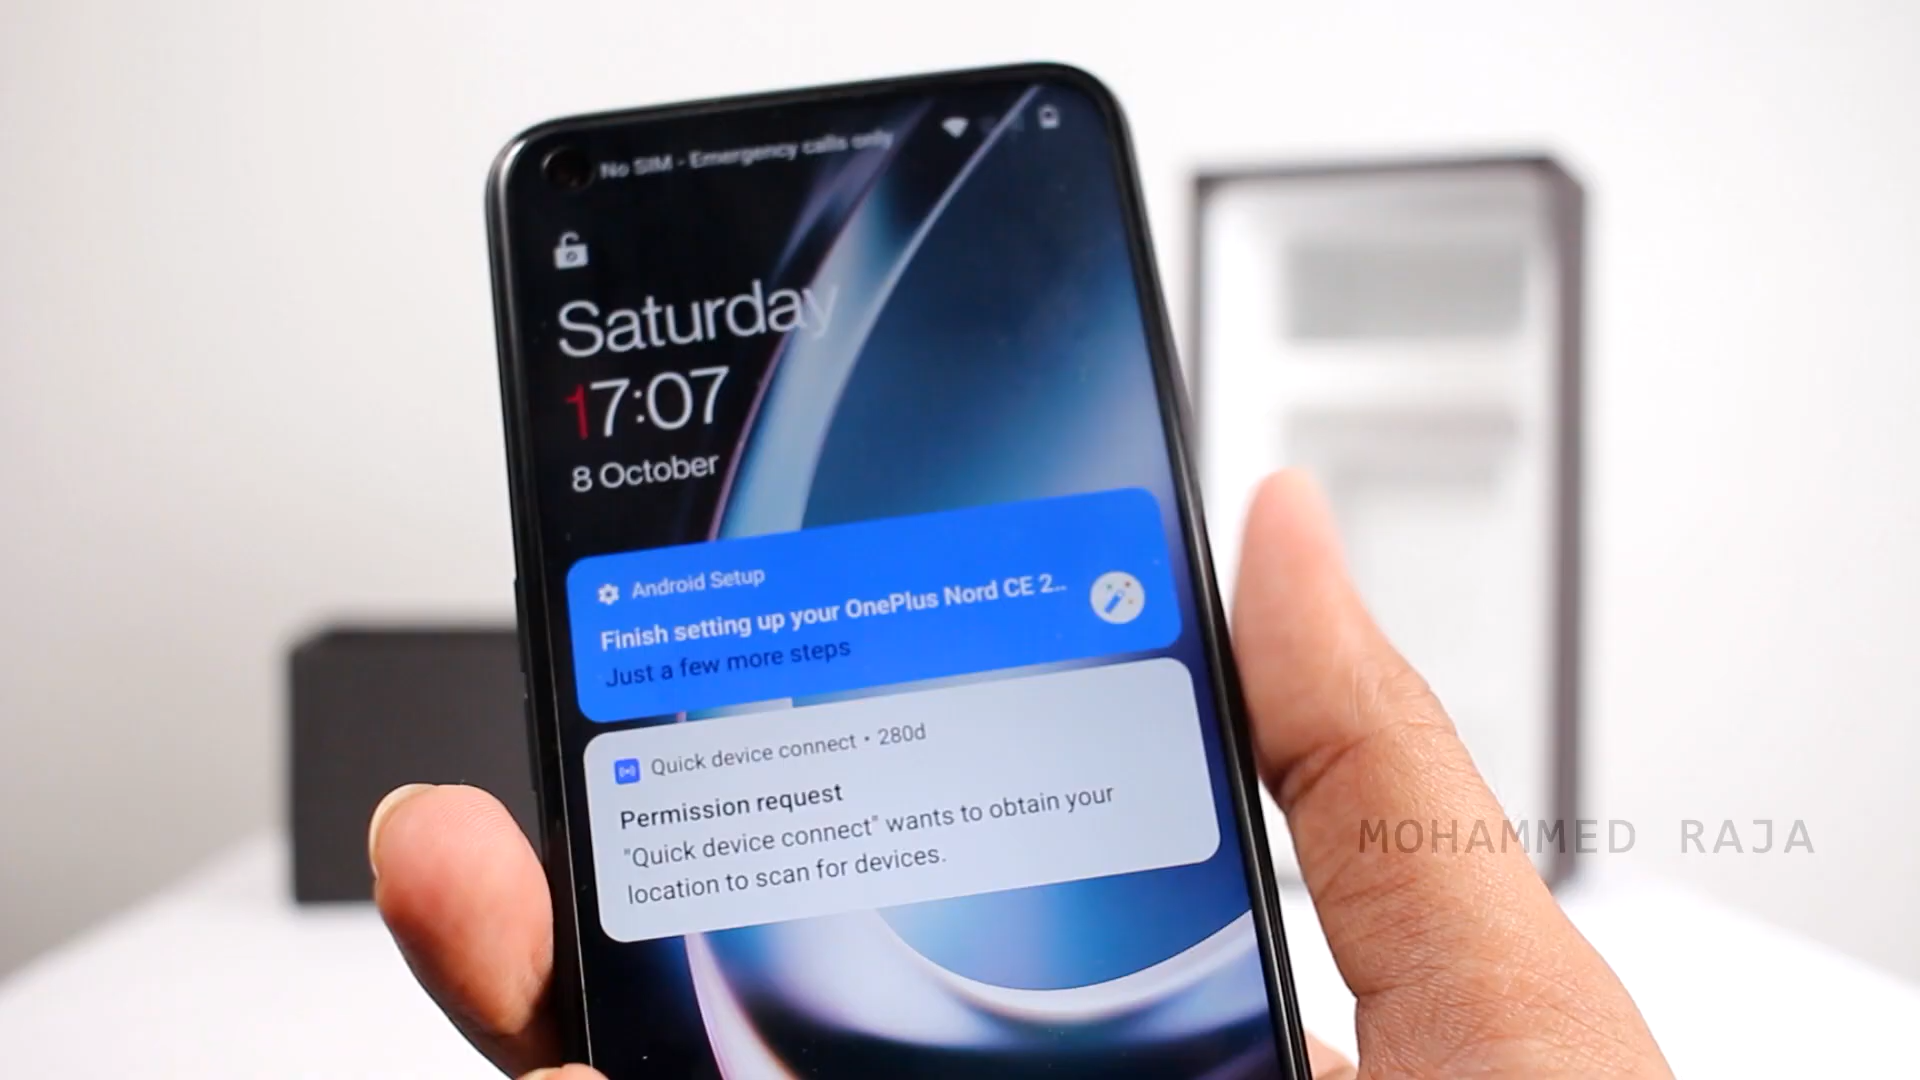 No SIM - Emergency calls only
Saturday
17:07
8 October
Android Setup
Finish setting up your OnePlus Nord CE 2..
Just a few more steps
Quick device connect • 280d
Permission request
"Quick device connect" wants to obtain your
location to scan for devices.
MOHAMMED RAJA